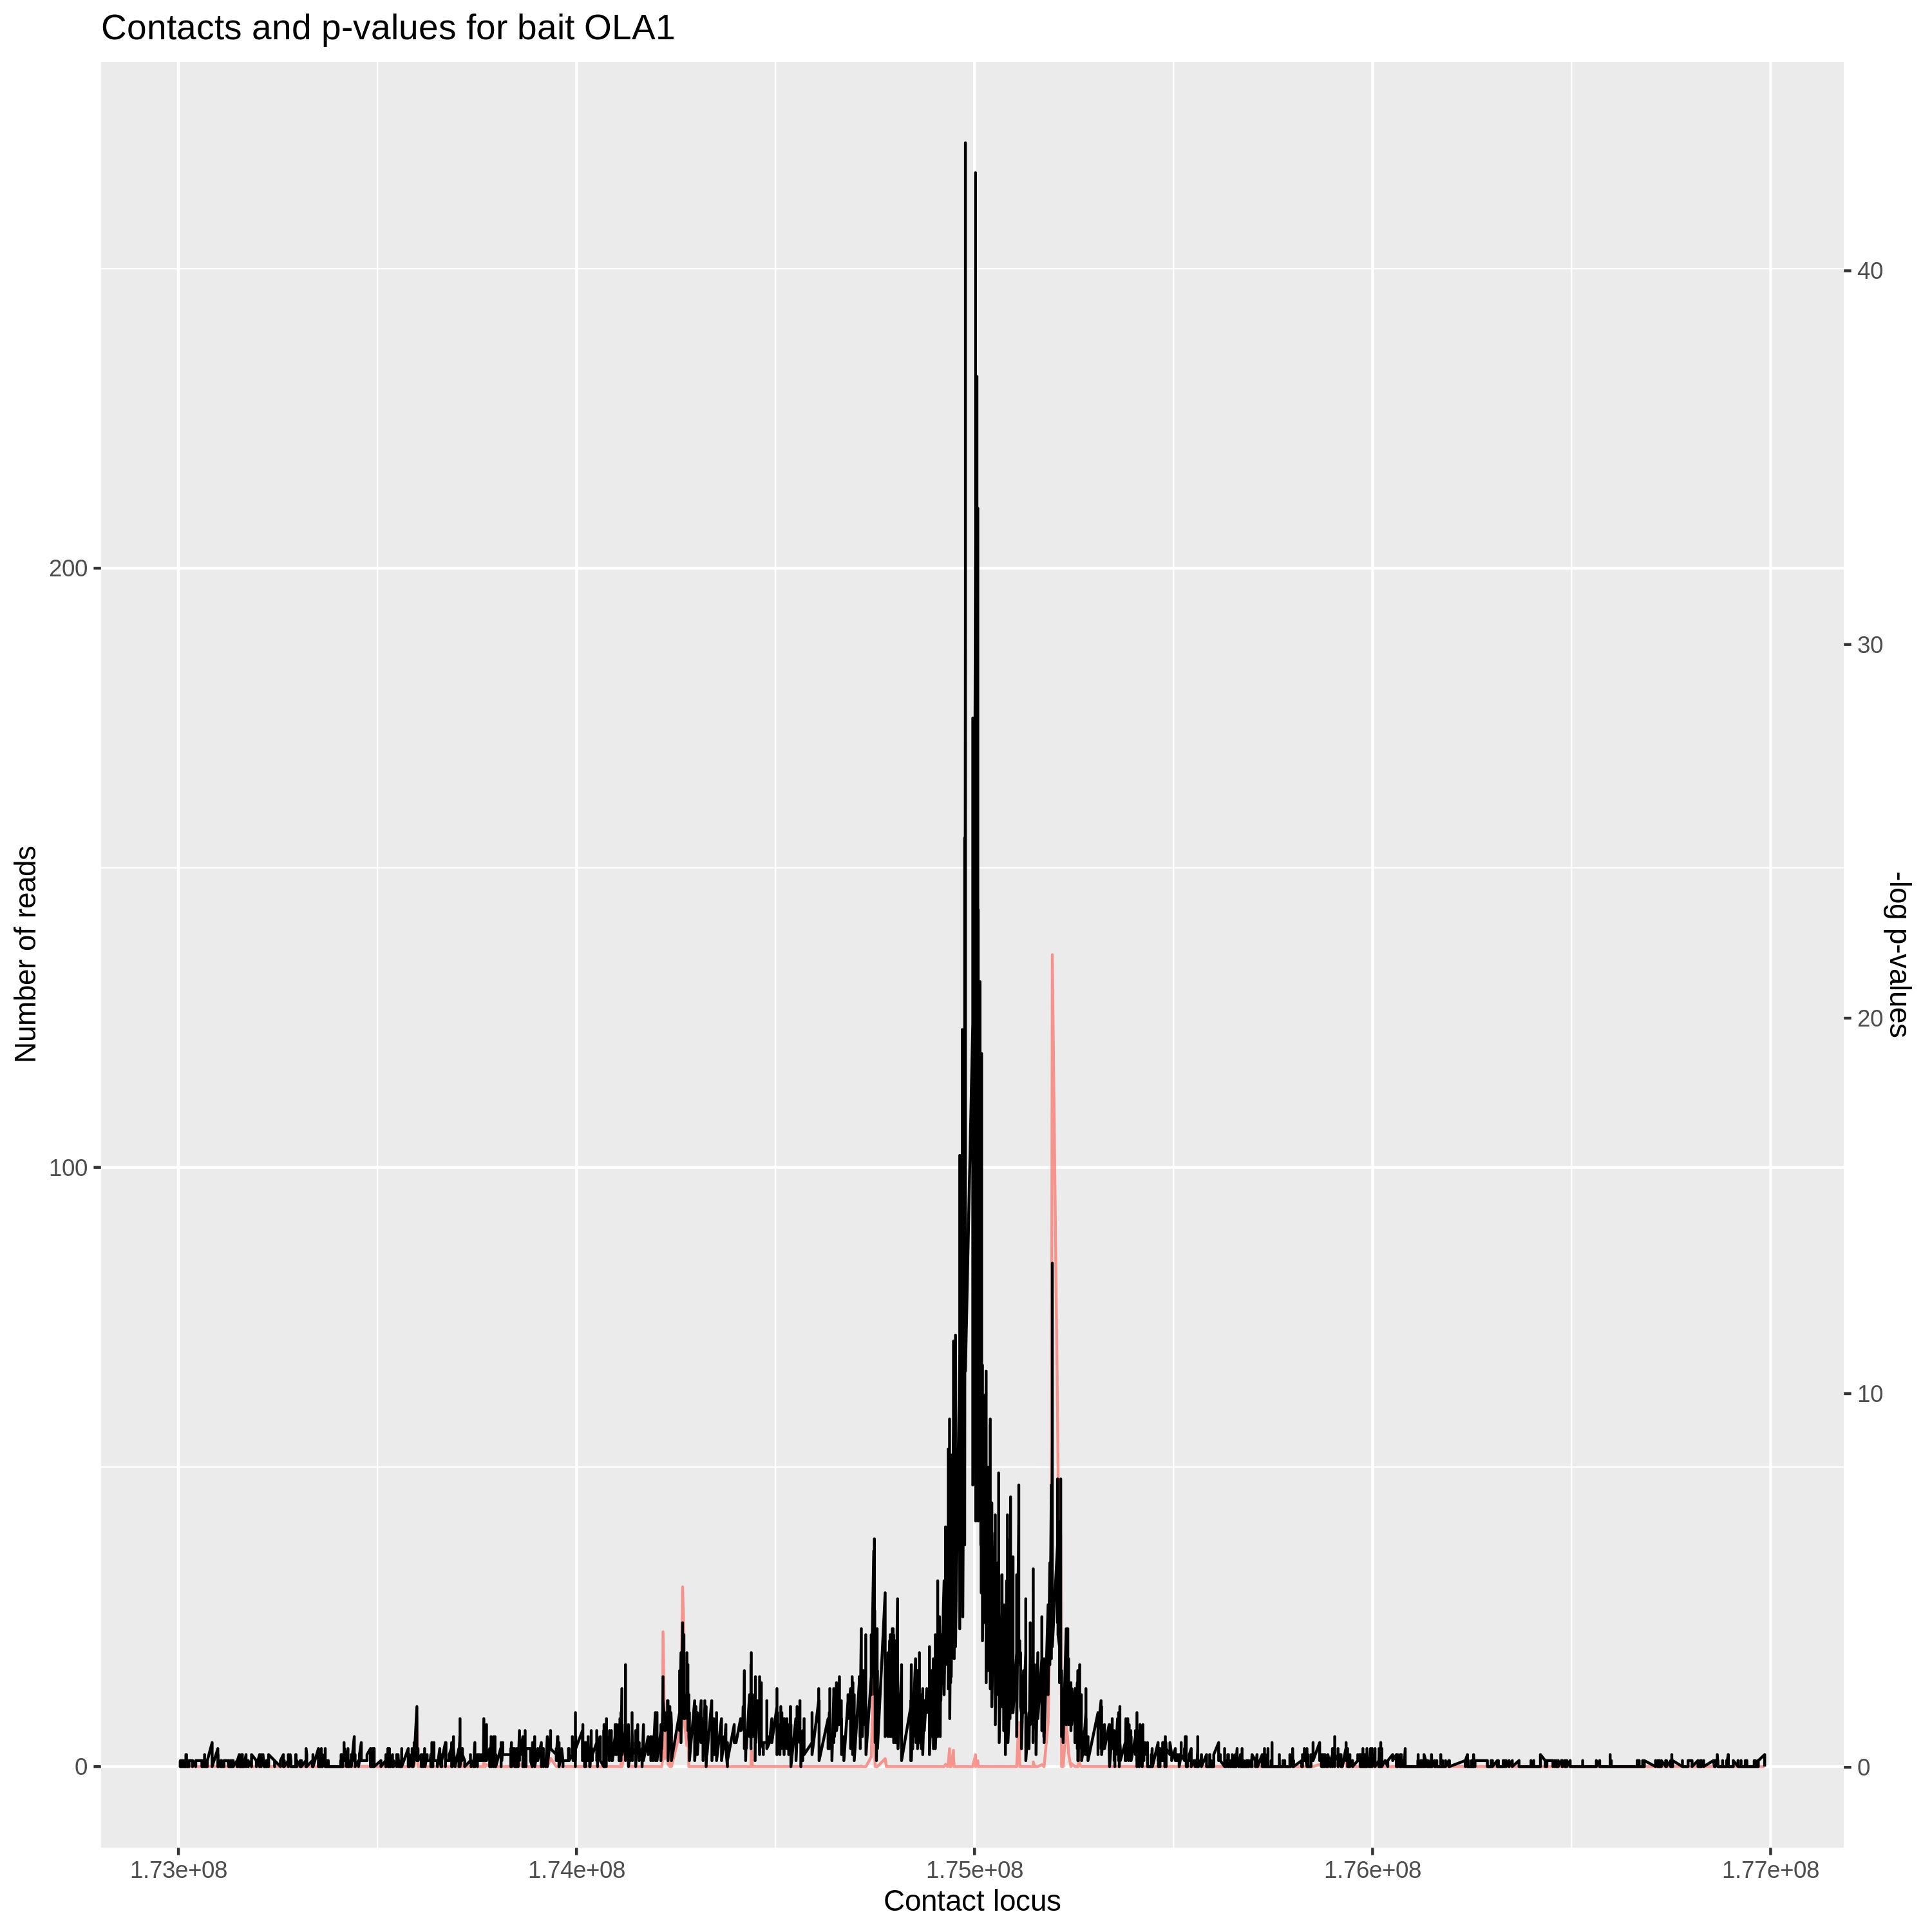 Contacts and p-values for bait OLA1
Number of reads
200
100
0
40
30
20
10
0
-log p-values
1.73e+08
1.74e+08
1.75e+08
1.76e+08
1.77e+08
Contact locus